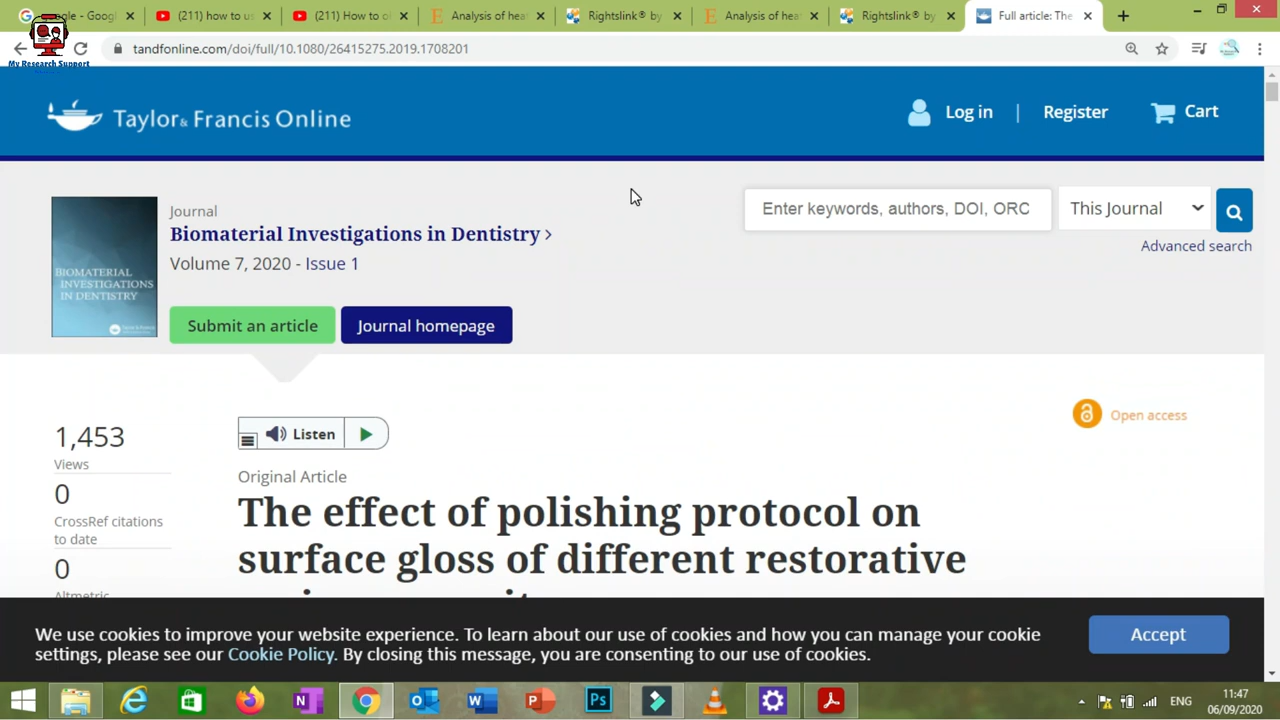 Google - Googl
(211) how to us
(211) How to o
Analysis of hea
Rightslink® by
Analysis of hea
Rightslink® by
Full article: The
My Research Support
tandfonline.com/doi/full/10.1080/26415275.2019.1708201
Taylor & Francis Online
Log in | Register
Cart
Journal
Biomaterial Investigations in Dentistry >
Volume 7, 2020 - Issue 1
Enter keywords, authors, DOI, ORC
This Journal
Advanced search
BIOMATERIAL
INVESTIGATIONS
IN DENTISTRY
Submit an article
Journal homepage
Open access
1,453
Views
0
CrossRef citations
to date
0
Altmetric
Listen
Original Article
The effect of polishing protocol on
surface gloss of different restorative
We use cookies to improve your website experience. To learn about our use of cookies and how you can manage your cookie
settings, please see our Cookie Policy. By closing this message, you are consenting to our use of cookies.
Accept
ENG
11:47
06/09/2020